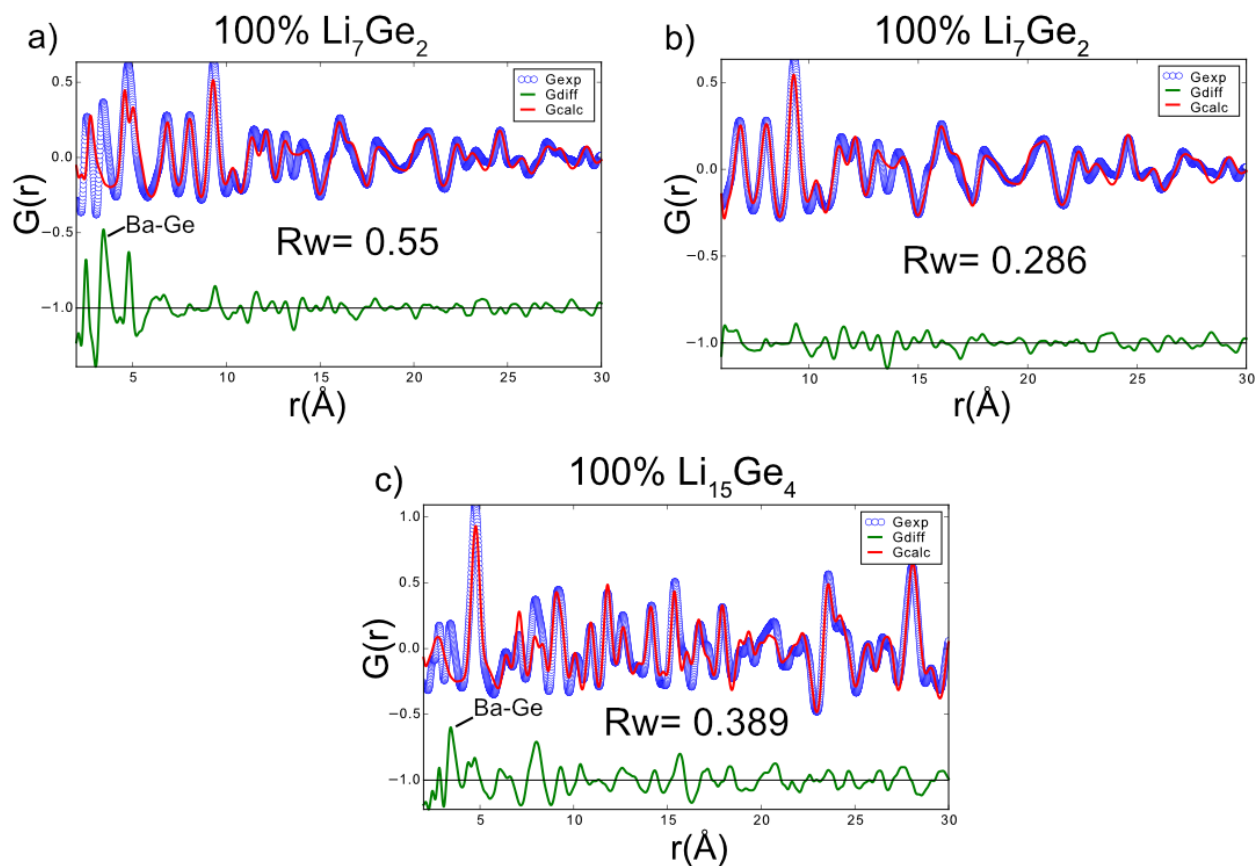 a)
100% Li₇Ge₂
0.5
0.0
−0.5
−1.0
G(r)
Gexp
Gdiff
Gcalc
Ba-Ge
Rw= 0.55
5 10 15 20 25 30
r(Å)
b)
100% Li₇Ge₂
0.5
0.0
−0.5
−1.0
G(r)
Gexp
Gdiff
Gcalc
Rw= 0.286
10 15 20 25 30
r(Å)
c)
100% Li₁₅Ge₄
1.0
0.5
0.0
−0.5
−1.0
G(r)
Gexp
Gdiff
Gcalc
Ba-Ge
Rw= 0.389
5 10 15 20 25 30
r(Å)